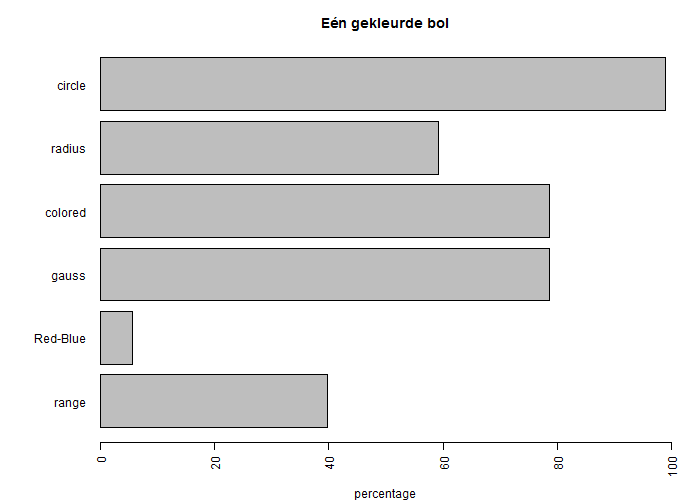 Eén gekleurde bol
circle
radius
colored
gauss
Red-Blue
range
0
20
40
60
80
100
percentage